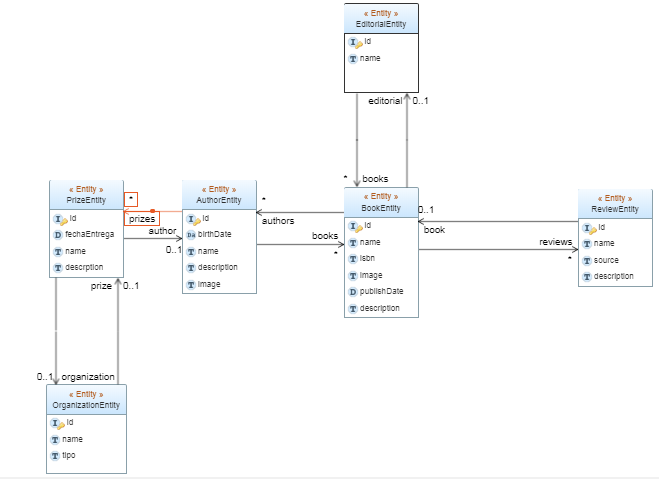 « Entity »
EditorialEntity
Id
name
editorial
0..1
*
books
« Entity »
PrizeEntity
Id
fechaEntrega
name
descrption
*
prizes
author
0..1
« Entity »
AuthorEntity
Id
birthDate
name
description
Image
*
authors
books
*
« Entity »
BookEntity
Id
name
Isbn
Image
publishDate
description
0..1
book
reviews
*
« Entity »
ReviewEntity
Id
name
source
description
prize
0..1
0..1
organization
« Entity »
OrganizationEntity
Id
name
tipo